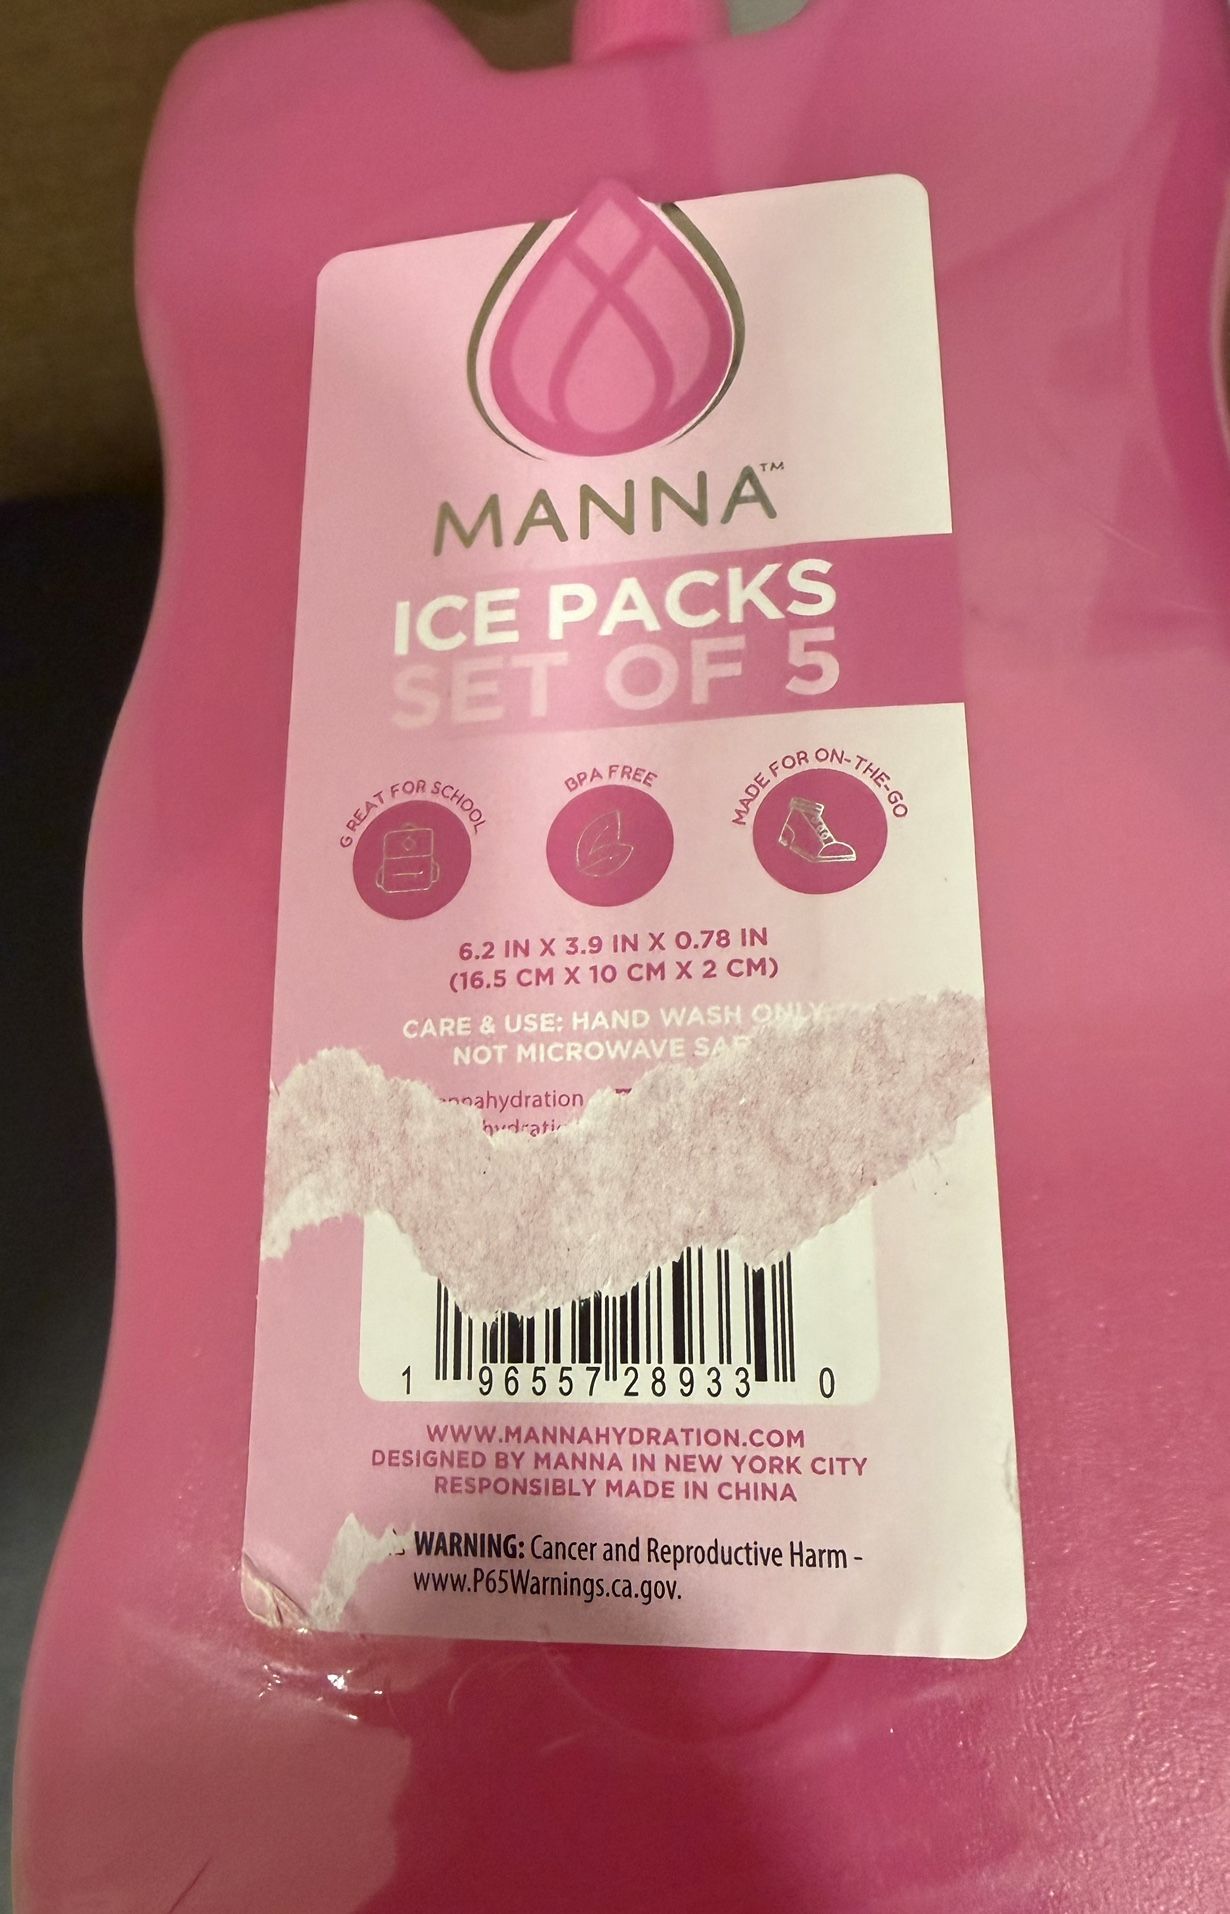 MANNA™
ICE PACKS
SET OF 5
GREAT FOR SCHOOL
BPA FREE
MADE FOR ON-THE-GO
6.2 IN X 3.9 IN X 0.78 IN
(16.5 CM X 10 CM X 2 CM)
CARE & USE: HAND WASH ONLY
NOT MICROWAVE
1 96557 28933 0
WWW.MANNAHYDRATION.COM
DESIGNED BY MANNA IN NEW YORK CITY
RESPONSIBLY MADE IN CHINA
WARNING: Cancer and Reproductive Harm -
www.P65Warnings.ca.gov.